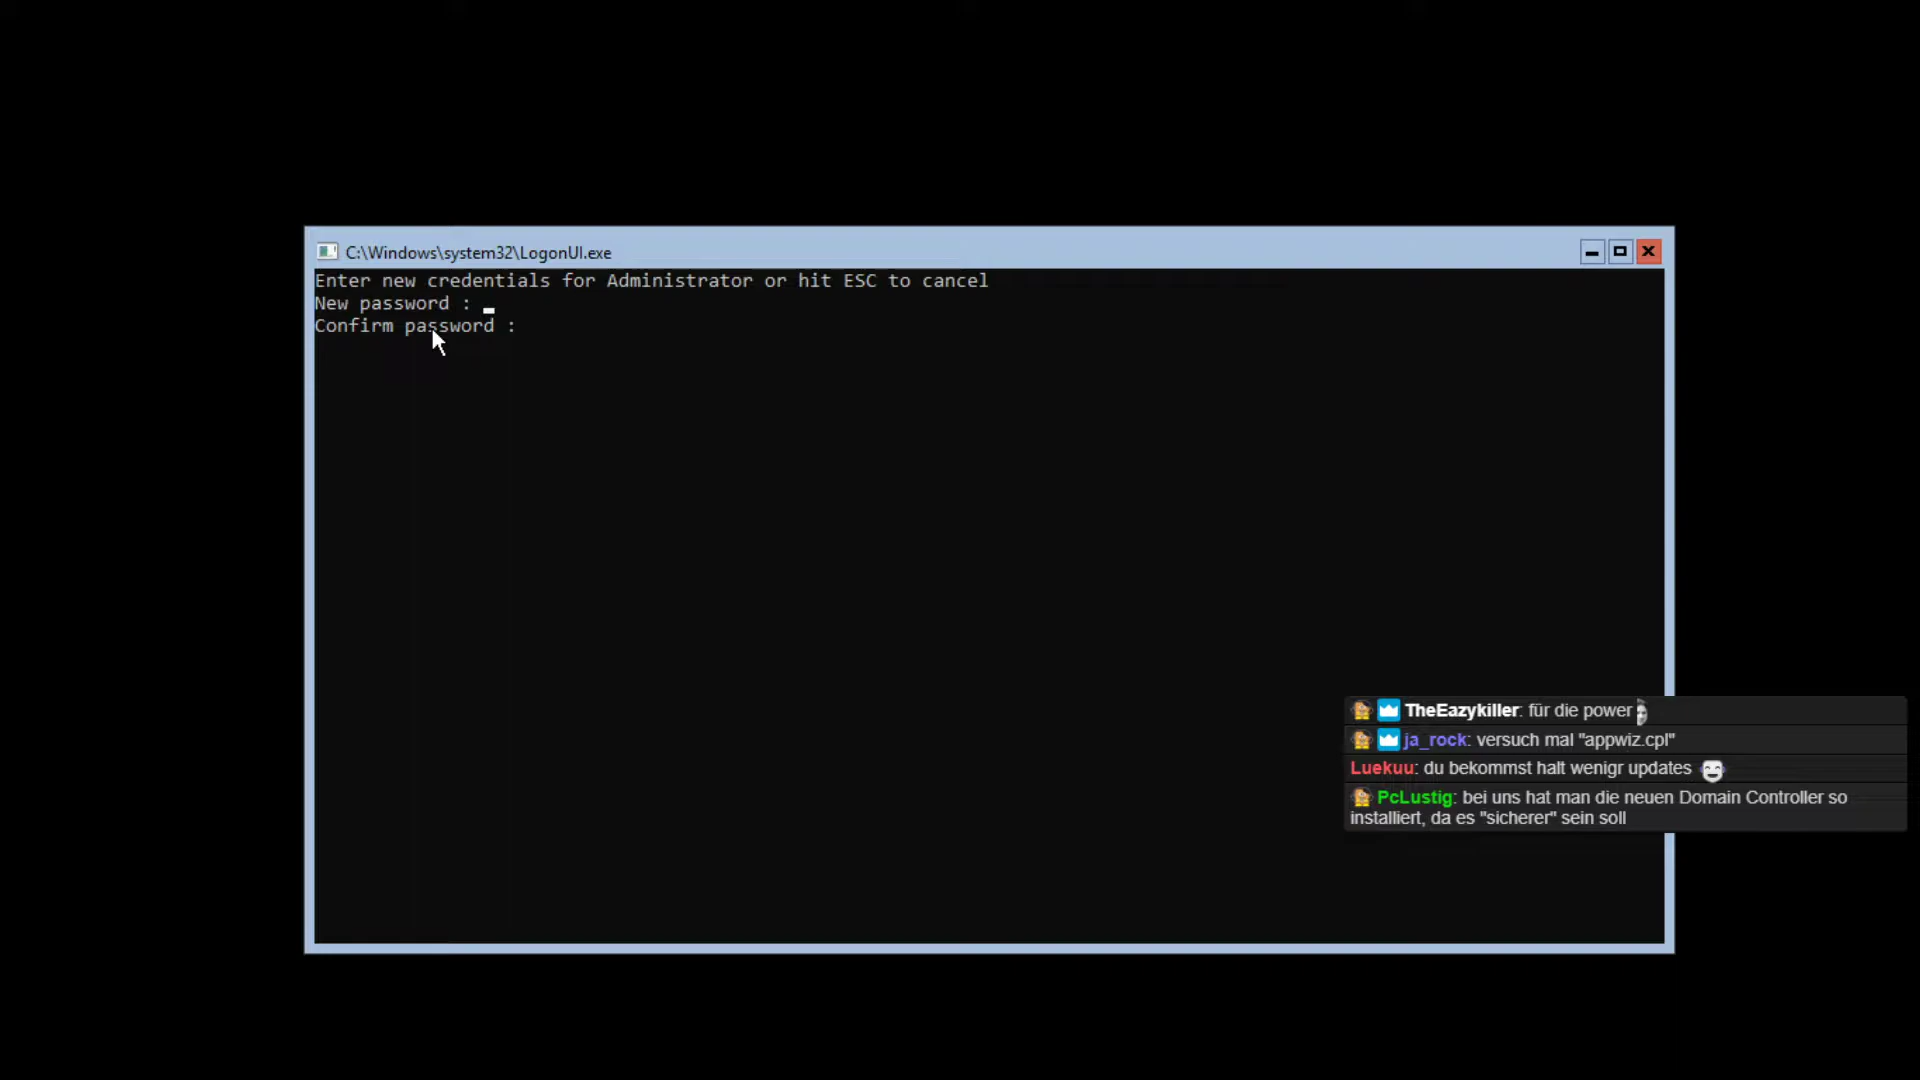 C:\Windows\system32\LogonUI.exe
Enter new credentials for Administrator or hit ESC to cancel
New password :
Confirm password :
TheEazykiller: für die power
ja_rock: versuch mal "appwiz.cpl"
Luekuu: du bekommst halt wenigr updates
PcLustig: bei uns hat man die neuen Domain Controller so
installiert, da es "sicherer" sein soll